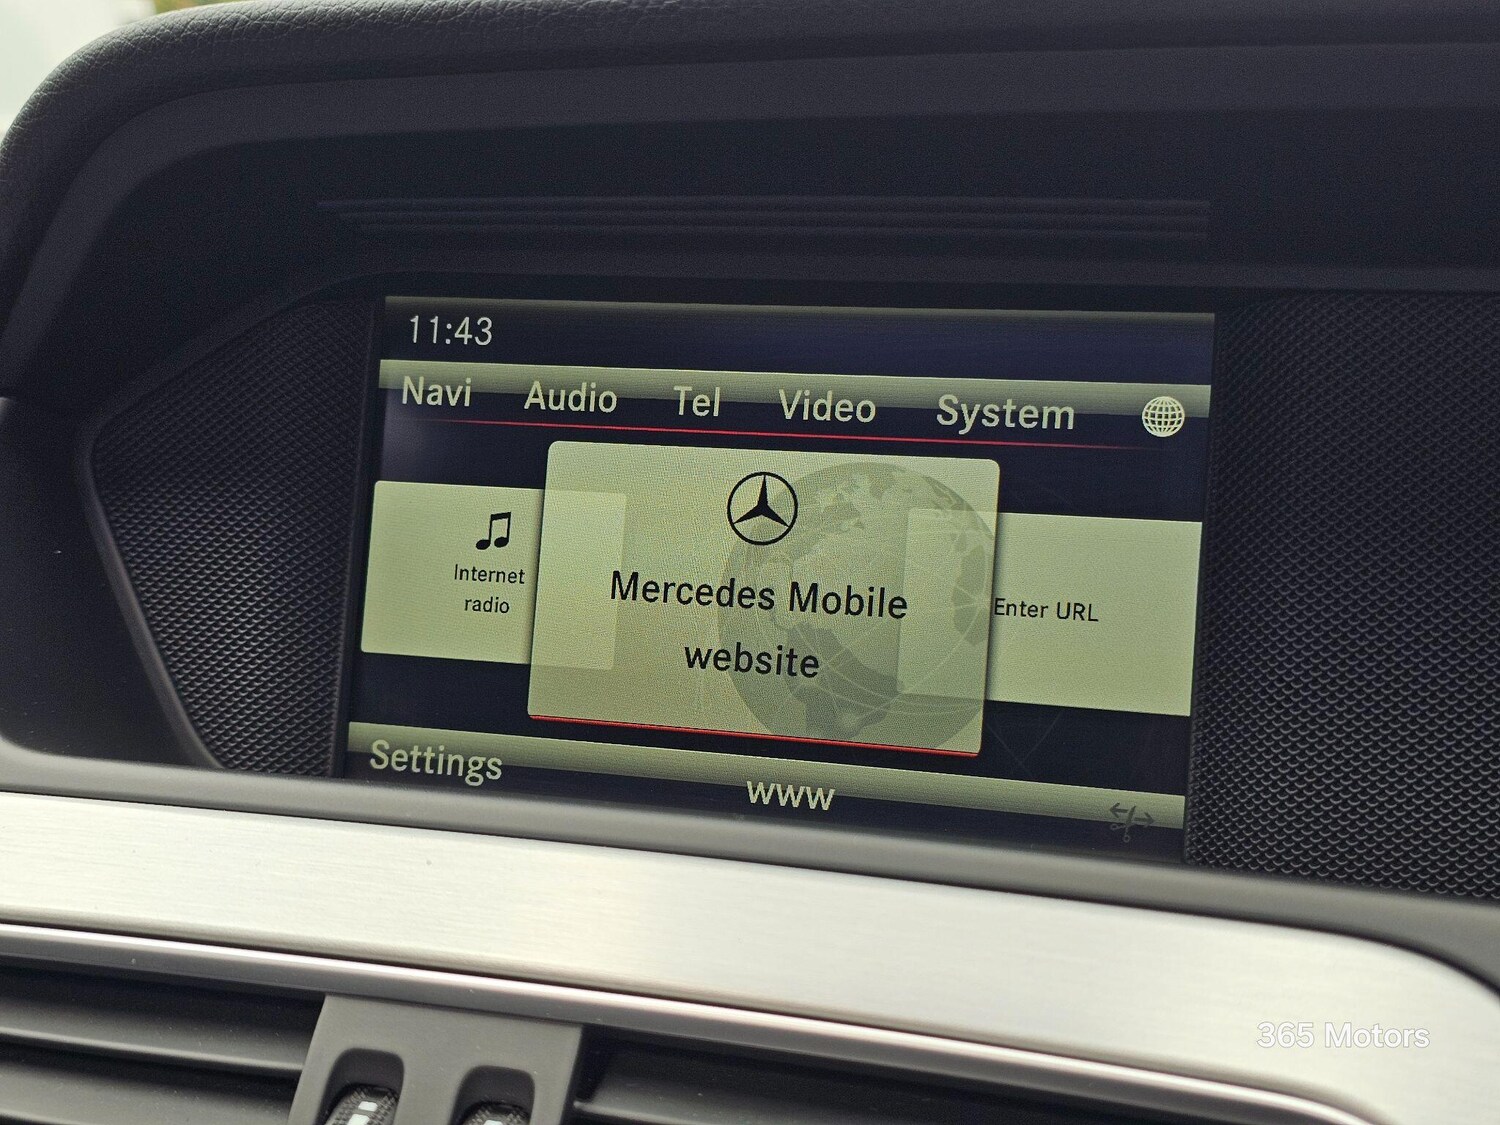 11:43
Navi Audio Tel Video System
Internet
radio
Mercedes Mobile
website
Enter URL
Settings
www
365 Motors